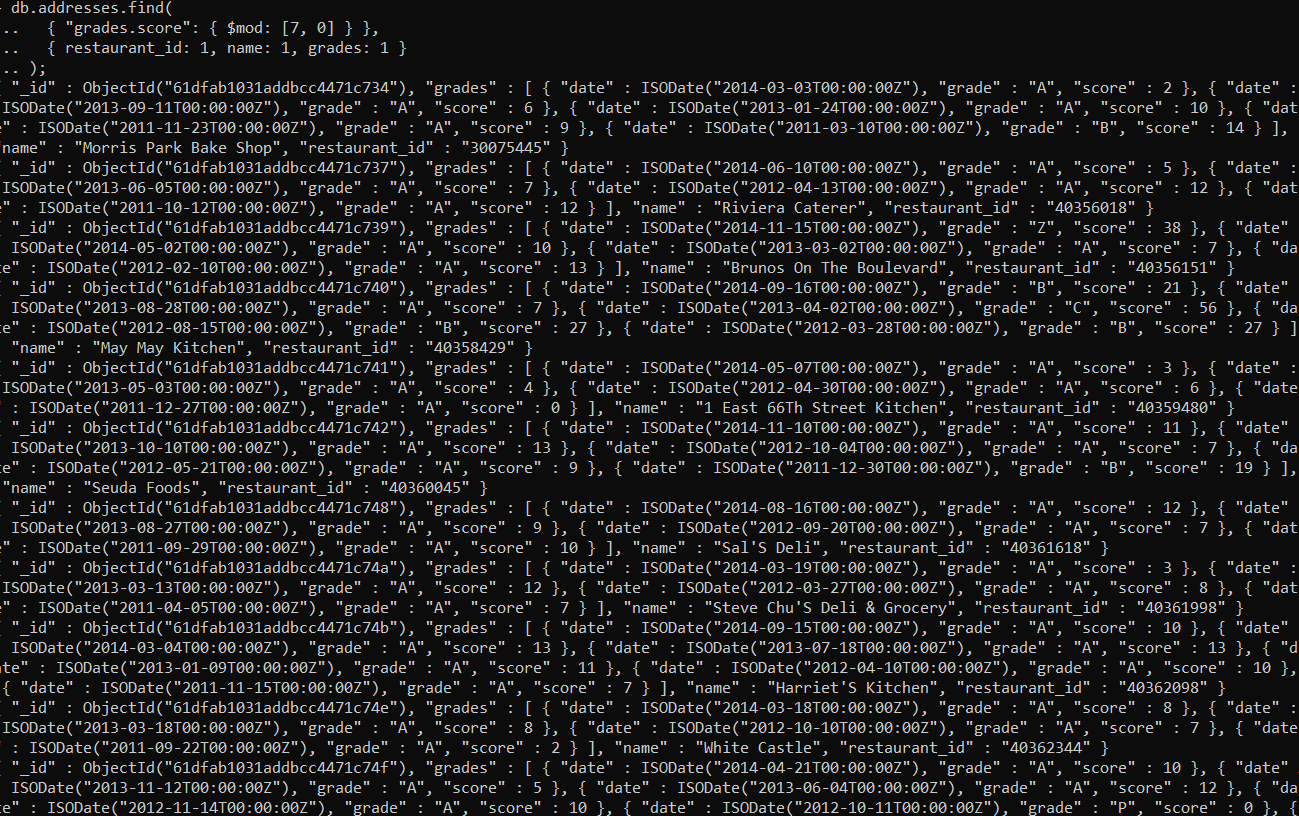 db.addresses.find(
..   { "grades.score": { $mod: [7, 0] } },
..   { restaurant_id: 1, name: 1, grades: 1 }
.. );
"_id" : ObjectId("61dfab1031addbcc4471c734"), "grades" : [ { "date" : ISODate("2014-03-03T00:00:00Z"), "grade" : "A", "score" : 2 }, { "date" :
ISODate("2013-09-11T00:00:00Z"), "grade" : "A", "score" : 6 }, { "date" : ISODate("2013-01-24T00:00:00Z"), "grade" : "A", "score" : 10 }, { "dat
e" : ISODate("2011-11-23T00:00:00Z"), "grade" : "A", "score" : 9 }, { "date" : ISODate("2011-03-10T00:00:00Z"), "grade" : "B", "score" : 14 } ],
"name" : "Morris Park Bake Shop", "restaurant_id" : "30075445" }
"_id" : ObjectId("61dfab1031addbcc4471c737"), "grades" : [ { "date" : ISODate("2014-06-10T00:00:00Z"), "grade" : "A", "score" : 5 }, { "date" :
ISODate("2013-06-05T00:00:00Z"), "grade" : "A", "score" : 7 }, { "date" : ISODate("2012-04-13T00:00:00Z"), "grade" : "A", "score" : 12 }, { "dat
e" : ISODate("2011-10-12T00:00:00Z"), "grade" : "A", "score" : 12 } ], "name" : "Riviera Caterer", "restaurant_id" : "40356018" }
"_id" : ObjectId("61dfab1031addbcc4471c739"), "grades" : [ { "date" : ISODate("2014-11-15T00:00:00Z"), "grade" : "Z", "score" : 38 }, { "date"
ISODate("2014-05-02T00:00:00Z"), "grade" : "A", "score" : 10 }, { "date" : ISODate("2013-03-02T00:00:00Z"), "grade" : "A", "score" : 7 }, { "da
te" : ISODate("2012-02-10T00:00:00Z"), "grade" : "A", "score" : 13 } ], "name" : "Brunos On The Boulevard", "restaurant_id" : "40356151" }
"_id" : ObjectId("61dfab1031addbcc4471c740"), "grades" : [ { "date" : ISODate("2014-09-16T00:00:00Z"), "grade" : "B", "score" : 21 }, { "date"
ISODate("2013-08-28T00:00:00Z"), "grade" : "A", "score" : 7 }, { "date" : ISODate("2013-04-02T00:00:00Z"), "grade" : "C", "score" : 56 }, { "da
te" : ISODate("2012-08-15T00:00:00Z"), "grade" : "B", "score" : 27 }, { "date" : ISODate("2012-03-28T00:00:00Z"), "grade" : "B", "score" : 27 } ]
"name" : "May May Kitchen", "restaurant_id" : "40358429" }
"_id" : ObjectId("61dfab1031addbcc4471c741"), "grades" : [ { "date" : ISODate("2014-05-07T00:00:00Z"), "grade" : "A", "score" : 3 }, { "date" :
ISODate("2013-05-03T00:00:00Z"), "grade" : "A", "score" : 4 }, { "date" : ISODate("2012-04-30T00:00:00Z"), "grade" : "A", "score" : 6 }, { "date
" : ISODate("2011-12-27T00:00:00Z"), "grade" : "A", "score" : 0 } ], "name" : "1 East 66Th Street Kitchen", "restaurant_id" : "40359480" }
"_id" : ObjectId("61dfab1031addbcc4471c742"), "grades" : [ { "date" : ISODate("2014-11-10T00:00:00Z"), "grade" : "A", "score" : 11 }, { "date"
ISODate("2013-10-10T00:00:00Z"), "grade" : "A", "score" : 13 }, { "date" : ISODate("2012-10-04T00:00:00Z"), "grade" : "A", "score" : 7 }, { "da
te" : ISODate("2012-05-21T00:00:00Z"), "grade" : "A", "score" : 9 }, { "date" : ISODate("2011-12-30T00:00:00Z"), "grade" : "B", "score" : 19 } ],
"name" : "Seuda Foods", "restaurant_id" : "40360045" }
"_id" : ObjectId("61dfab1031addbcc4471c748"), "grades" : [ { "date" : ISODate("2014-08-16T00:00:00Z"), "grade" : "A", "score" : 12 }, { "date"
ISODate("2013-08-27T00:00:00Z"), "grade" : "A", "score" : 9 }, { "date" : ISODate("2012-09-20T00:00:00Z"), "grade" : "A", "score" : 7 }, { "dat
e" : ISODate("2011-09-29T00:00:00Z"), "grade" : "A", "score" : 10 } ], "name" : "Sal'S Deli", "restaurant_id" : "40361618" }
"_id" : ObjectId("61dfab1031addbcc4471c74a"), "grades" : [ { "date" : ISODate("2014-03-19T00:00:00Z"), "grade" : "A", "score" : 3 }, { "date" :
ISODate("2013-03-13T00:00:00Z"), "grade" : "A", "score" : 12 }, { "date" : ISODate("2012-03-27T00:00:00Z"), "grade" : "A", "score" : 8 }, { "dat
e" : ISODate("2011-04-05T00:00:00Z"), "grade" : "A", "score" : 7 } ], "name" : "Steve Chu'S Deli & Grocery", "restaurant_id" : "40361998" }
"_id" : ObjectId("61dfab1031addbcc4471c74b"), "grades" : [ { "date" : ISODate("2014-09-15T00:00:00Z"), "grade" : "A", "score" : 10 }, { "date"
ISODate("2014-03-04T00:00:00Z"), "grade" : "A", "score" : 13 }, { "date" : ISODate("2013-07-18T00:00:00Z"), "grade" : "A", "score" : 13 }, { "d
ate" : ISODate("2013-01-09T00:00:00Z"), "grade" : "A", "score" : 11 }, { "date" : ISODate("2012-04-10T00:00:00Z"), "grade" : "A", "score" : 10 },
{ "date" : ISODate("2011-11-15T00:00:00Z"), "grade" : "A", "score" : 7 } ], "name" : "Harriet'S Kitchen", "restaurant_id" : "40362098" }
"_id" : ObjectId("61dfab1031addbcc4471c74e"), "grades" : [ { "date" : ISODate("2014-03-18T00:00:00Z"), "grade" : "A", "score" : 8 }, { "date" :
ISODate("2013-03-18T00:00:00Z"), "grade" : "A", "score" : 8 }, { "date" : ISODate("2012-10-10T00:00:00Z"), "grade" : "A", "score" : 7 }, { "date
" : ISODate("2011-09-22T00:00:00Z"), "grade" : "A", "score" : 2 } ], "name" : "White Castle", "restaurant_id" : "40362344" }
"_id" : ObjectId("61dfab1031addbcc4471c74f"), "grades" : [ { "date" : ISODate("2014-04-21T00:00:00Z"), "grade" : "A", "score" : 10 }, { "date"
ISODate("2013-11-12T00:00:00Z"), "grade" : "A", "score" : 5 }, { "date" : ISODate("2013-06-04T00:00:00Z"), "grade" : "A", "score" : 12 }, { "da
te" : ISODate("2012-11-14T00:00:00Z"), "grade" : "A", "score" : 10 }, { "date" : ISODate("2012-10-11T00:00:00Z"), "grade" : "P", "score" : 0 }, {